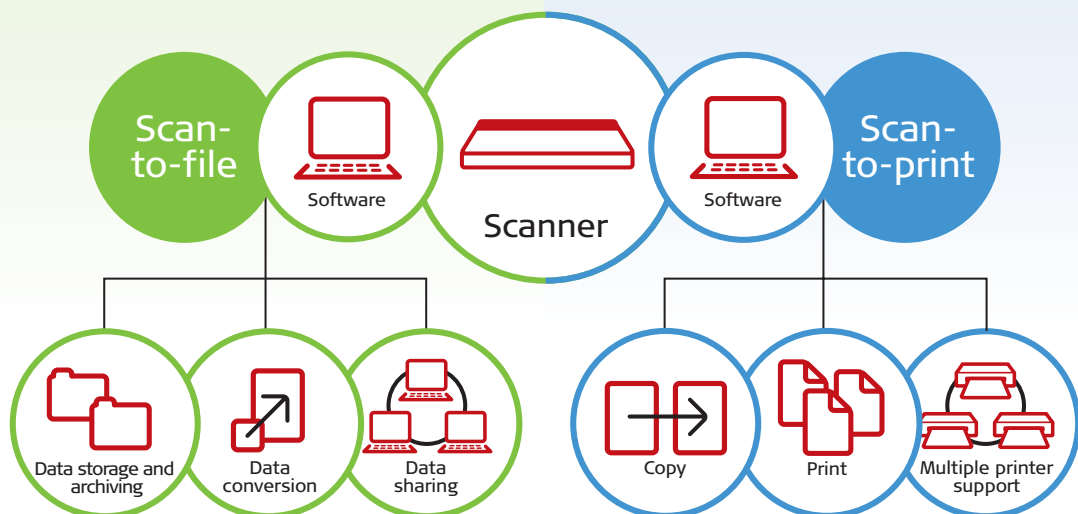 Scan-
to-file
Software
Scanner
Software
Scan-
to-print
Data storage and
archiving
Data
conversion
Data
sharing
Copy
Print
Multiple printer
support